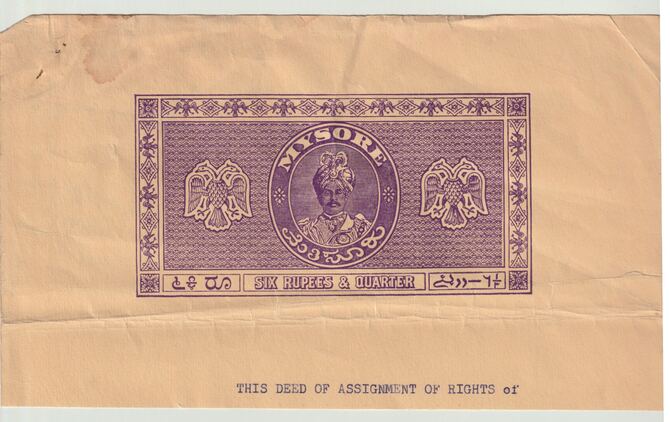 MYSORE
SIX RUPEES & QUARTER
THIS DEED OF ASSIGNMENT OF RIGHTS of